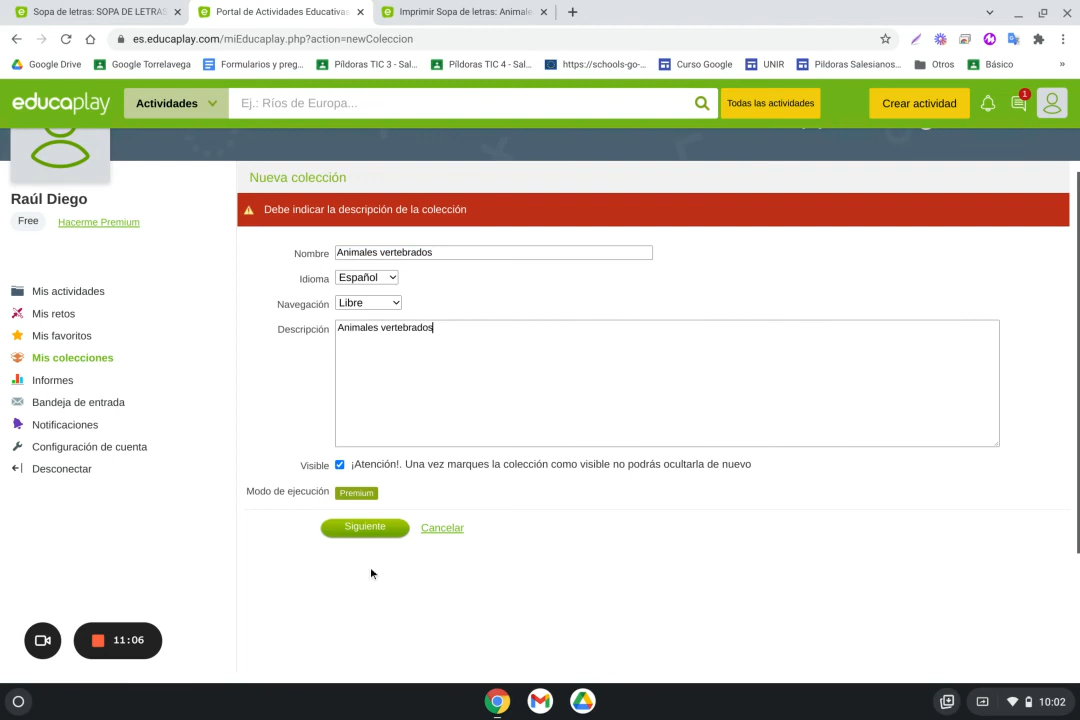 Sopa de letras: SOPA DE LETRAS
Portal de Actividades Educativas
Imprimir Sopa de letras: Animale
es.educaplay.com/miEducaplay.php?action=newColeccion
Google Drive
Google Torrelavega
Formularios y preg...
Píldoras TIC 3 - Sal...
Píldoras TIC 4 - Sal...
https://schools-go-...
Curso Google
UNIR
Píldoras Salesianos...
Otros
Básico
»
educaplay
Actividades
Ej.: Ríos de Europa...
Todas las actividades
Crear actividad
1
Raúl Diego
Free
Hacerme Premium
Mis actividades
Mis retos
Mis favoritos
Mis colecciones
Informes
Bandeja de entrada
Notificaciones
Configuración de cuenta
Desconectar
Nueva colección
Debe indicar la descripción de la colección
Nombre Animales vertebrados
Idioma Español
Navegación Libre
Descripción Animales vertebrados
Visible ¡Atención!. Una vez marques la colección como visible no podrás ocultarla de nuevo
Modo de ejecución Premium
Siguiente Cancelar
11:06
10:02